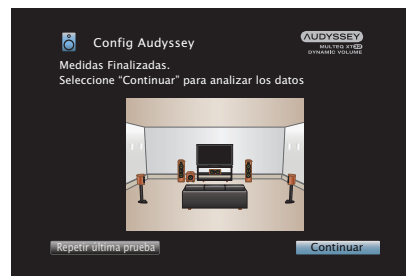 Config Audyssey
AUDYSSEY
MULTEQ XT32
DYNAMIC VOLUME
Medidas Finalizadas.
Seleccione “Continuar” para analizar los datos
Repetir última prueba
Continuar